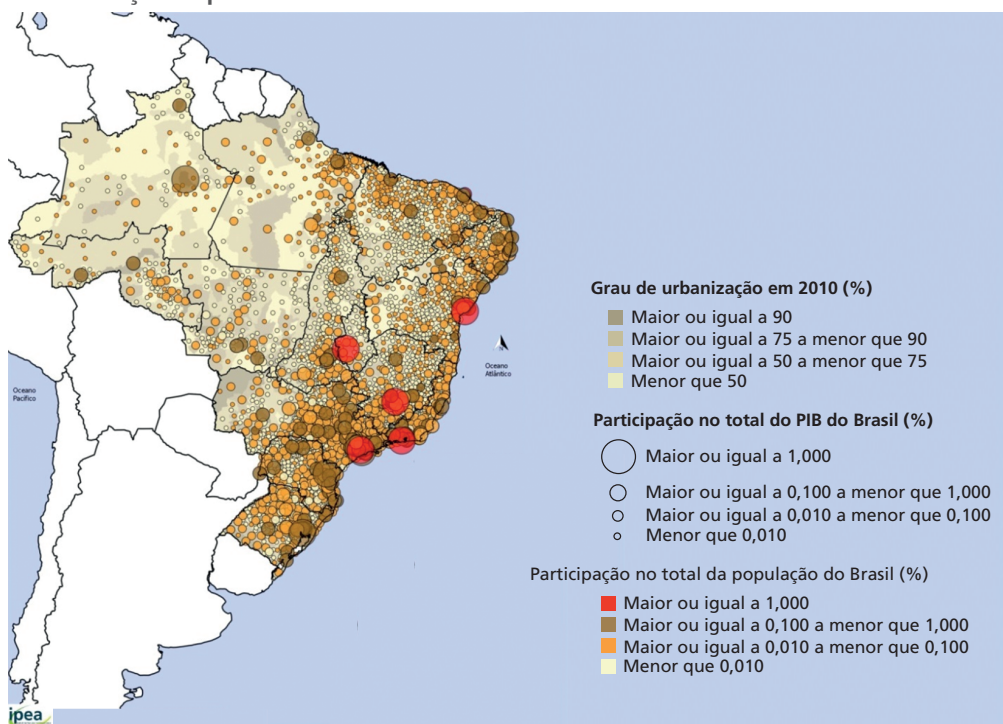 Oceano
Pacífico
Oceano
Atlântico
Grau de urbanização em 2010 (%)
Maior ou igual a 90
Maior ou igual a 75 a menor que 90
Maior ou igual a 50 a menor que 75
Menor que 50
Participação no total do PIB do Brasil (%)
Maior ou igual a 1,000
Maior ou igual a 0,100 a menor que 1,000
Maior ou igual a 0,010 a menor que 0,100
Menor que 0,010
Participação no total da população do Brasil (%)
Maior ou igual a 1,000
Maior ou igual a 0,100 a menor que 1,000
Maior ou igual a 0,010 a menor que 0,100
Menor que 0,010
ipea